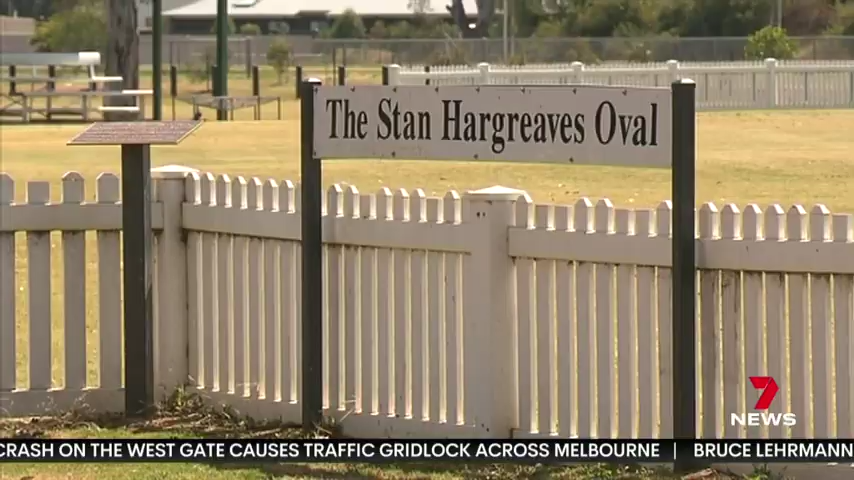 The Stan Hargreaves Oval
7
NEWS
CRASH ON THE WEST GATE CAUSES TRAFFIC GRIDLOCK ACROSS MELBOURNE | BRUCE LEHRMANN